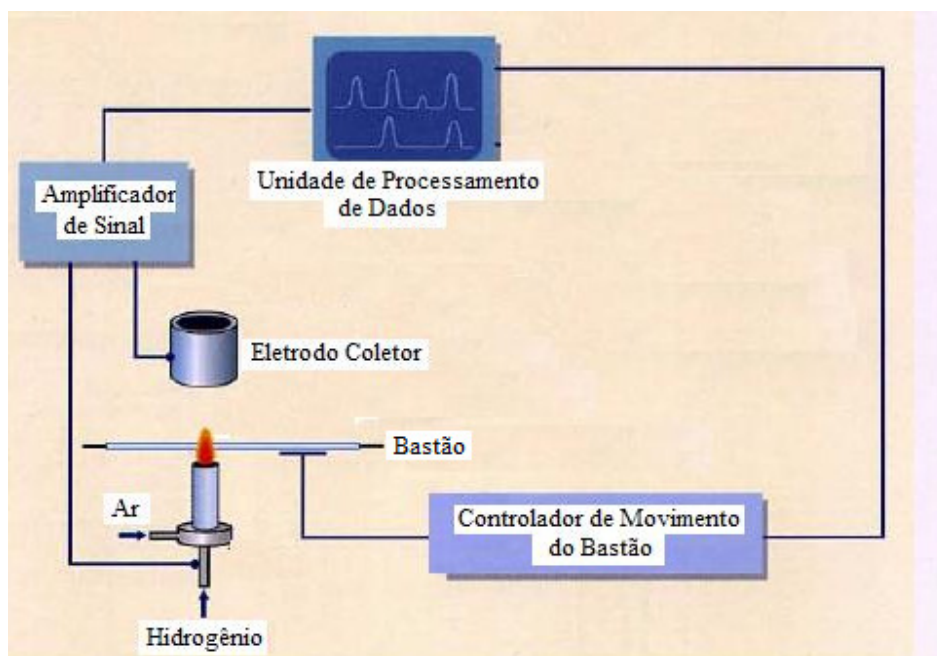 Unidade de Processamento
de Dados
Amplificador
de Sinal
Eletrodo Coletor
Bastão
Ar
Controlador de Movimento
do Bastão
Hidrogênio